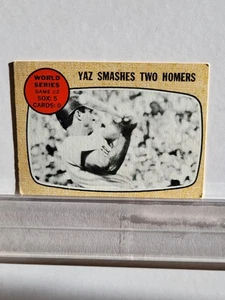 YAZ SMASHES TWO HOMERS
WORLD
SERIES
GAME #2
SOX: 5
CARDS: 0